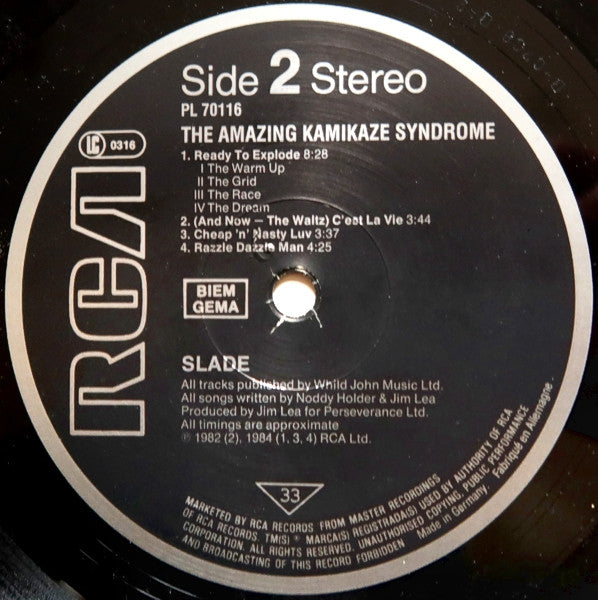 Side 2 Stereo
PL 70116
THE AMAZING KAMIKAZE SYNDROME
LC 0316
RCA
1. Ready To Explode 8:28
I The Warm Up
II The Grid
III The Race
IV The Dream
2. (And Now – The Waltz) C'est La Vie 3:44
3. Cheap 'n' Nasty Luv 3:37
4. Razzle Dazzle Man 4:25
BIEM
GEMA
SLADE
All tracks published by Whild John Music Ltd.
All songs written by Noddy Holder & Jim Lea
Produced by Jim Lea for Perseverance Ltd.
All timings are approximate
℗ 1982 (2), 1984 (1, 3, 4) RCA Ltd.
33
MARKETED BY RCA RECORDS. FROM MASTER RECORDINGS
OF RCA RECORDS. TM(S) ® MARCA(S) REGISTRADA(S) USED BY AUTHORITY OF RCA
CORPORATION. ALL RIGHTS RESERVED. UNAUTHORISED COPYING, PUBLIC PERFORMANCE
AND BROADCASTING OF THIS RECORD FORBIDDEN
Made in Germany · Fabriqué en Allemagne